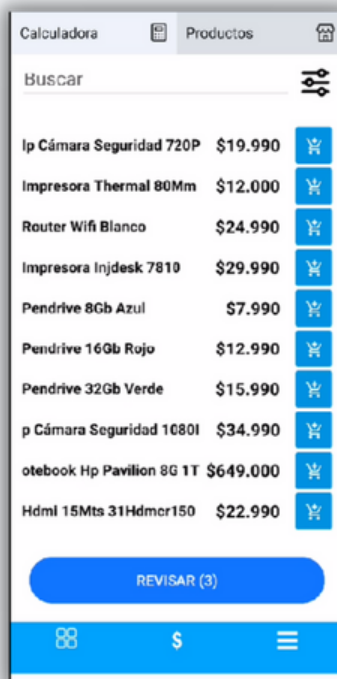 Calculadora Productos
Buscar
Ip Cámara Seguridad 720P $19.990
Impresora Thermal 80Mm $12.000
Router Wifi Blanco $24.990
Impresora Injdesk 7810 $29.990
Pendrive 8Gb Azul $7.990
Pendrive 16Gb Rojo $12.990
Pendrive 32Gb Verde $15.990
p Cámara Seguridad 1080I $34.990
otebook Hp Pavilion 8G 1T $649.000
Hdmi 15Mts 31Hdmcr150 $22.990
REVISAR (3)
$